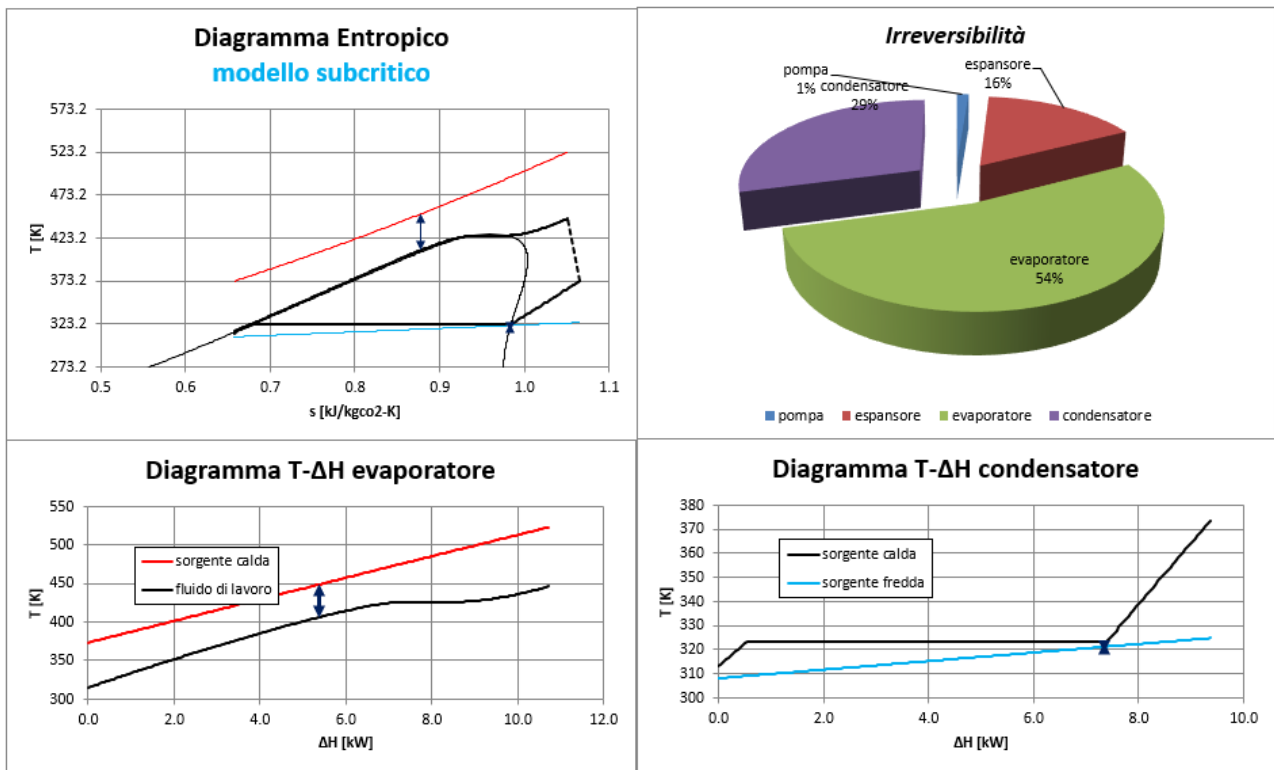 Diagramma Entropico
modello subcritico
573.2
523.2
473.2
423.2
373.2
323.2
273.2
T [K]
0.5 0.6 0.7 0.8 0.9 1.0 1.1
s [kJ/kgco2-K]
Irreversibilità
pompa
1%
condensatore
29%
espansore
16%
evaporatore
54%
pompa espansore evaporatore condensatore
Diagramma T-ΔH evaporatore
550
500
450
400
350
300
T [K]
sorgente calda
fluido di lavoro
0.0 2.0 4.0 6.0 8.0 10.0 12.0
ΔH [kW]
Diagramma T-ΔH condensatore
380
370
360
350
340
330
320
310
300
T [K]
sorgente calda
sorgente fredda
0.0 2.0 4.0 6.0 8.0 10.0
ΔH [kW]